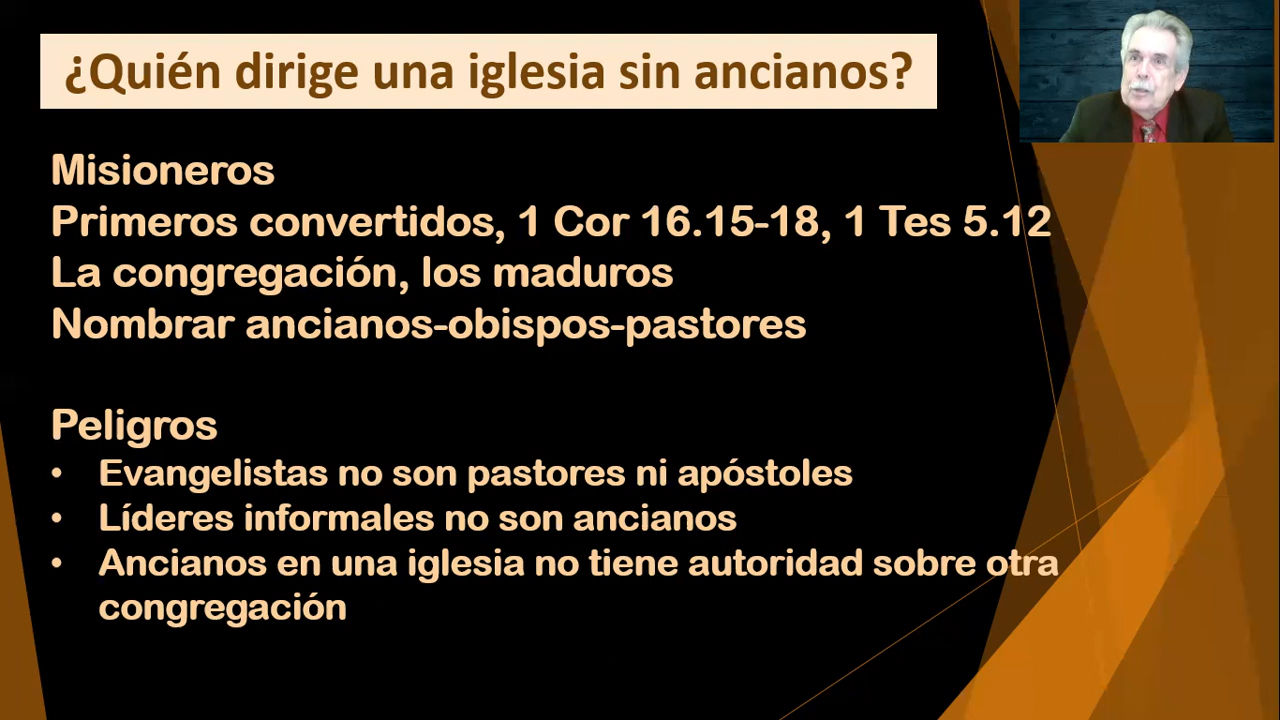 ¿Quién dirige una iglesia sin ancianos?
Misioneros
Primeros convertidos, 1 Cor 16.15-18, 1 Tes 5.12
La congregación, los maduros
Nombrar ancianos-obispos-pastores
Peligros
• Evangelistas no son pastores ni apóstoles
• Líderes informales no son ancianos
• Ancianos en una iglesia no tiene autoridad sobre otra
congregación